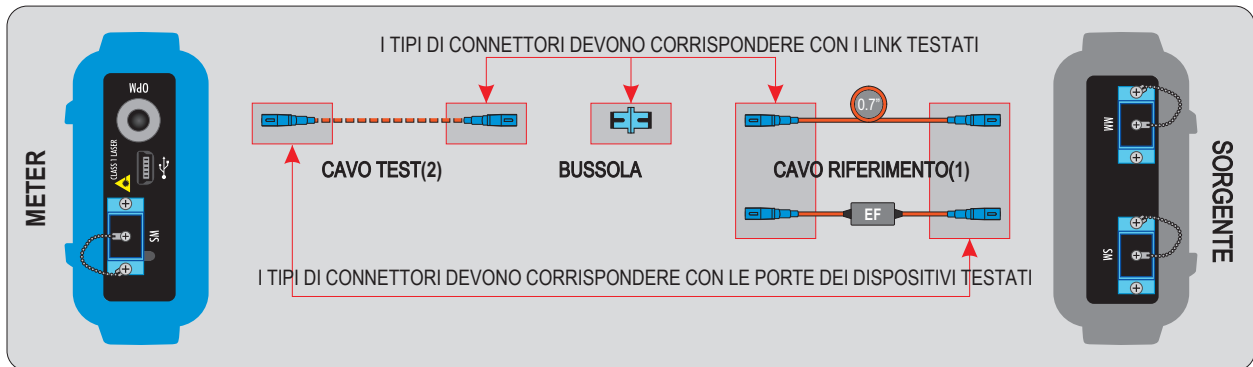 I TIPI DI CONNETTORI DEVONO CORRISPONDERE CON I LINK TESTATI
METER
OPM
CLASS 1 LASER
SM
CAVO TEST(2)
BUSSOLA
0.7"
CAVO RIFERIMENTO(1)
EF
I TIPI DI CONNETTORI DEVONO CORRISPONDERE CON LE PORTE DEI DISPOSITIVI TESTATI
MM
SM
SORGENTE